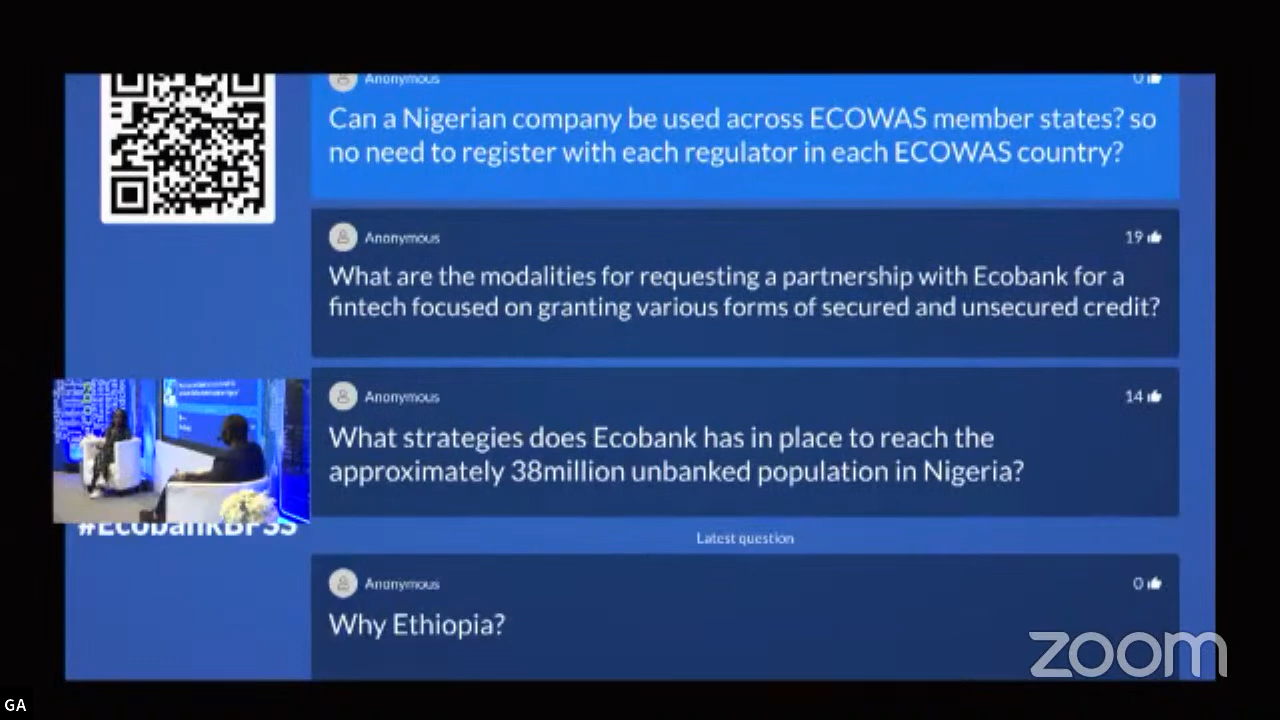 Anonymous
0
Can a Nigerian company be used across ECOWAS member states? so
no need to register with each regulator in each ECOWAS country?
Anonymous
19
What are the modalities for requesting a partnership with Ecobank for a
fintech focused on granting various forms of secured and unsecured credit?
Anonymous
14
What strategies does Ecobank has in place to reach the
approximately 38million unbanked population in Nigeria?
#EcobankBFSS
Latest question
Anonymous
0
Why Ethiopia?
zoom
GA